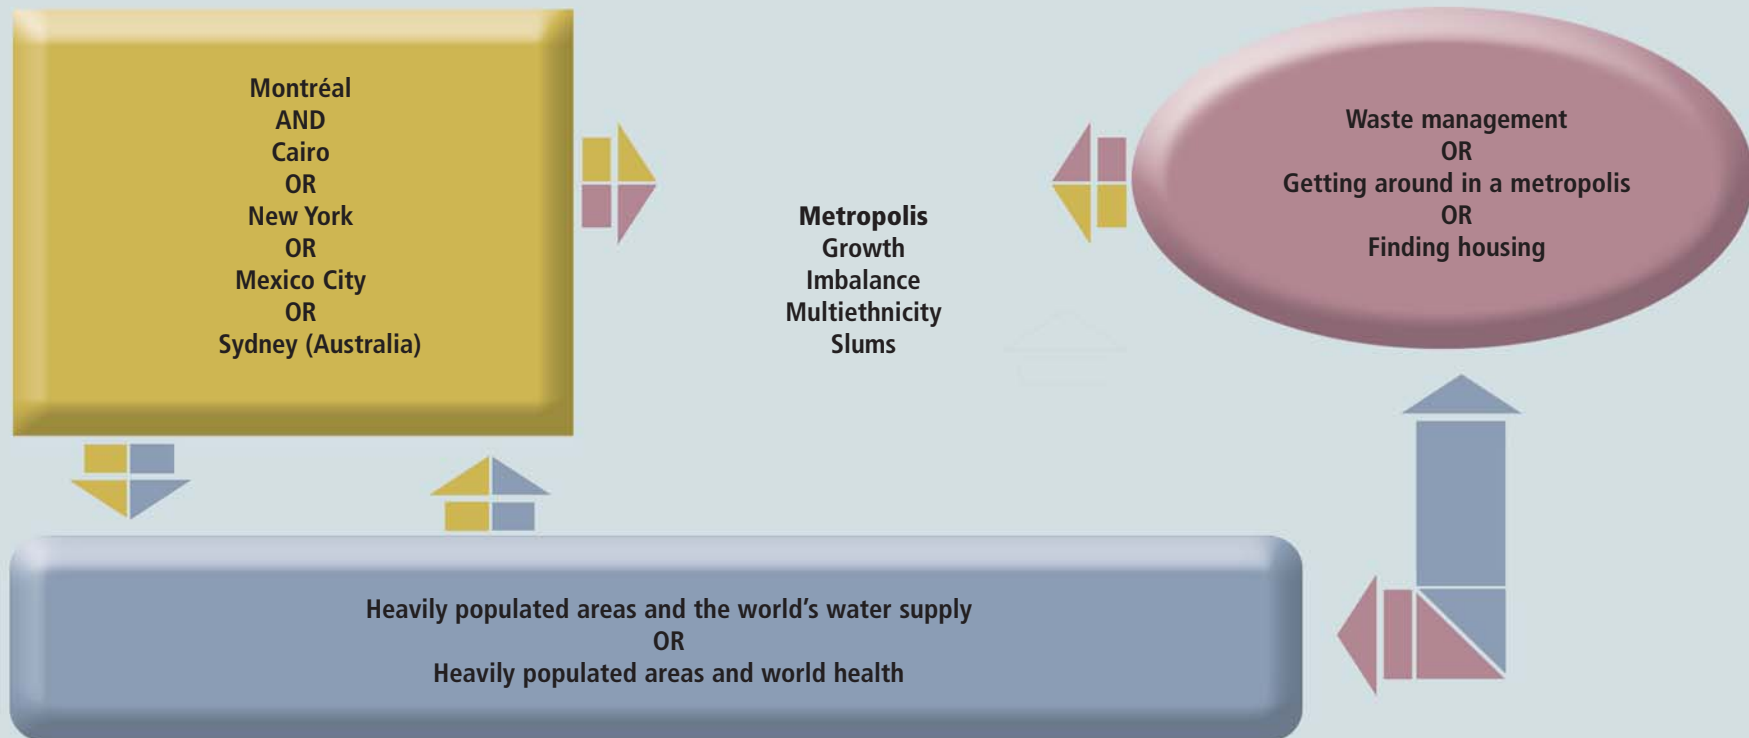 Montréal
AND
Cairo
OR
New York
OR
Mexico City
OR
Sydney (Australia)
Metropolis
Growth
Imbalance
Multiethnicity
Slums
Waste management
OR
Getting around in a metropolis
OR
Finding housing
Heavily populated areas and the world's water supply
OR
Heavily populated areas and world health